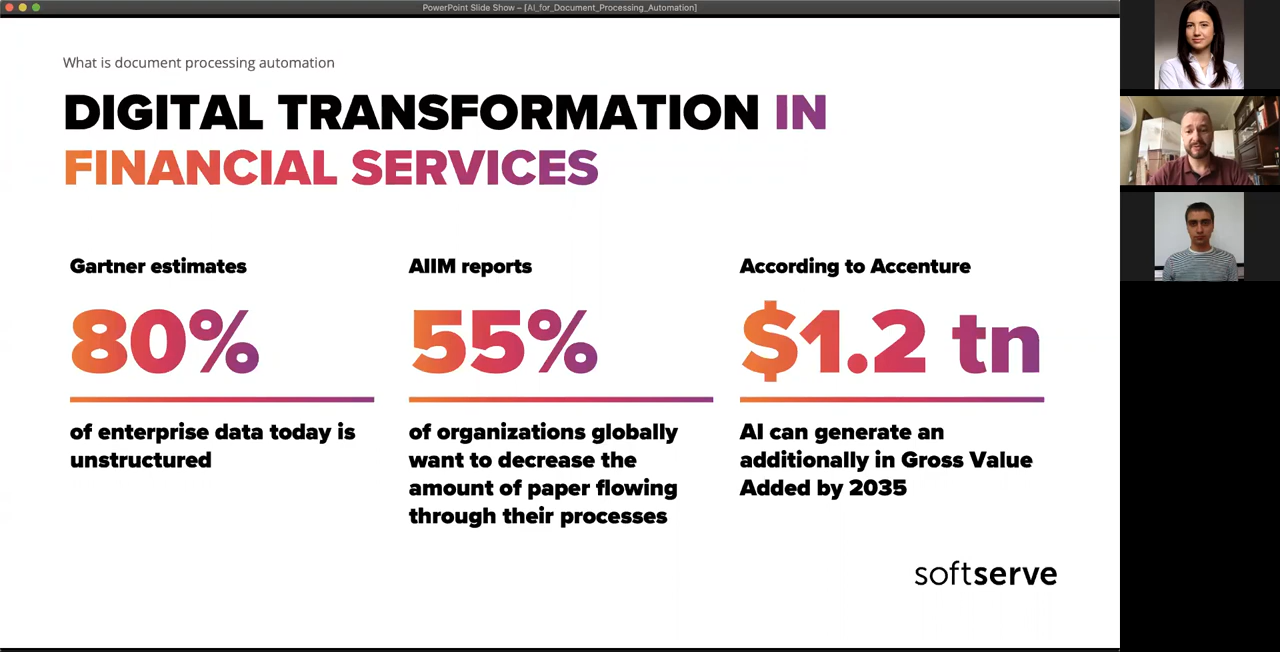 PowerPoint Slide Show – [AI_for_Document_Processing_Automation]
What is document processing automation
DIGITAL TRANSFORMATION IN
FINANCIAL SERVICES
Gartner estimates
80%
of enterprise data today is
unstructured
AIIM reports
55%
of organizations globally
want to decrease the
amount of paper flowing
through their processes
According to Accenture
$1.2 tn
AI can generate an
additionally in Gross Value
Added by 2035
softserve